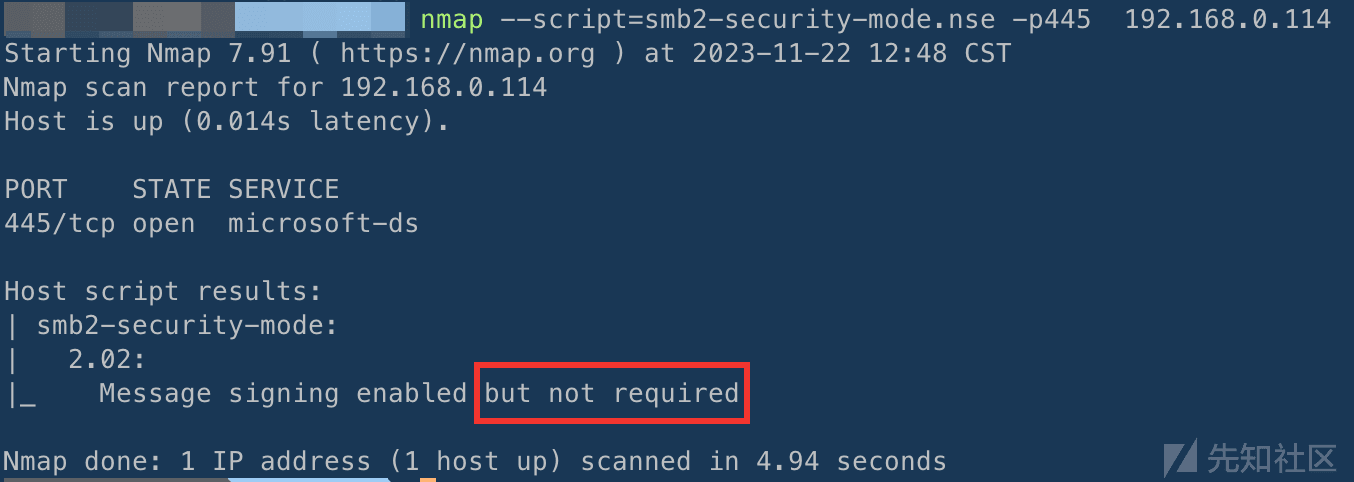 nmap --script=smb2-security-mode.nse -p445  192.168.0.114
Starting Nmap 7.91 ( https://nmap.org ) at 2023-11-22 12:48 CST
Nmap scan report for 192.168.0.114
Host is up (0.014s latency).
PORT    STATE SERVICE
445/tcp open  microsoft-ds
Host script results:
| smb2-security-mode:
|   2.02:
|_    Message signing enabled but not required
Nmap done: 1 IP address (1 host up) scanned in 4.94 seconds
先知社区